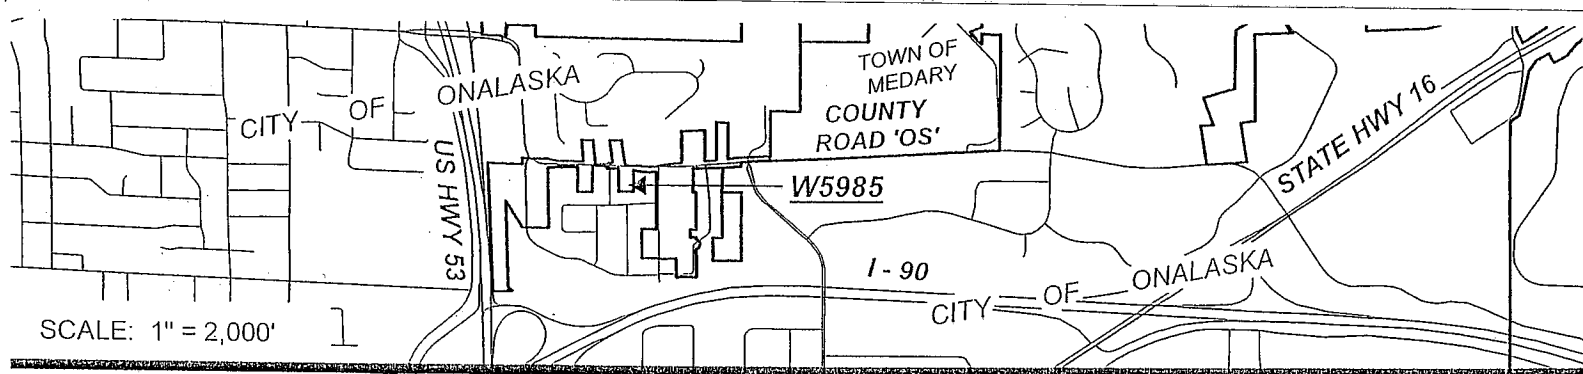 TOWN OF
MEDARY
CITY OF ONALASKA
COUNTY
ROAD 'OS'
STATE HWY 16
US HWY 53
W5985
I - 90
CITY OF ONALASKA
SCALE: 1" = 2,000'